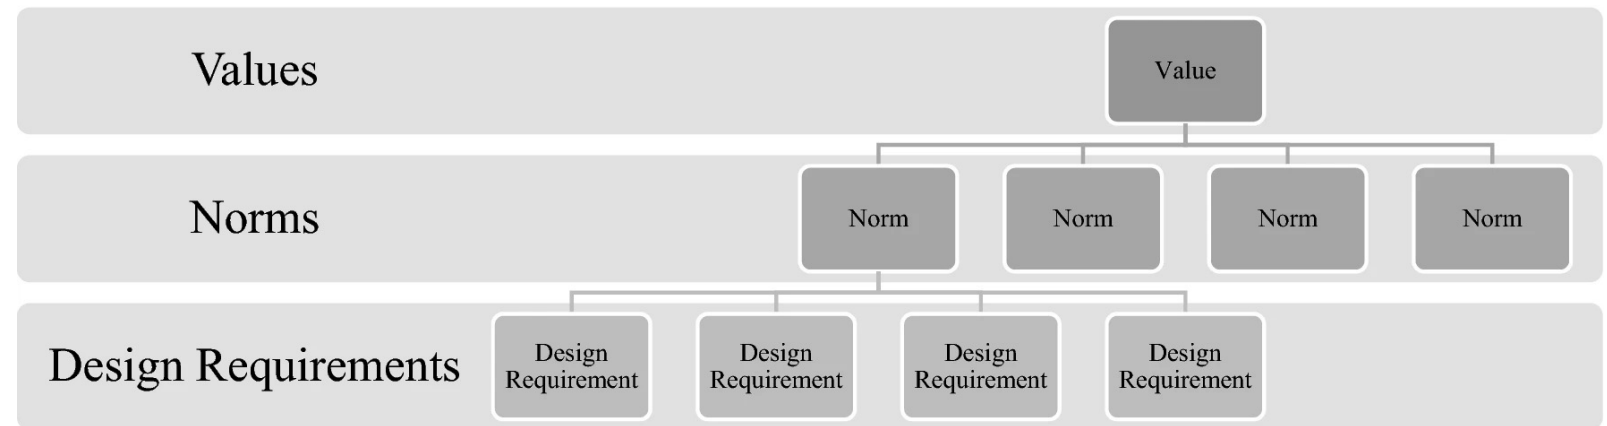 Values
Value
Norms
Norm
Norm
Norm
Norm
Design Requirements
Design
Requirement
Design
Requirement
Design
Requirement
Design
Requirement